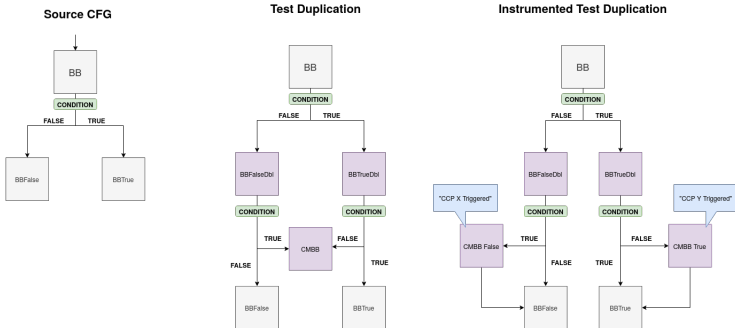 Source CFG
BB
CONDITION
FALSE
TRUE
BBFalse
BBTrue
Test Duplication
BB
CONDITION
FALSE
TRUE
BBFalseDbl
BBTrueDbl
CONDITION
CONDITION
TRUE
FALSE
CMBB
FALSE
TRUE
BBFalse
BBTrue
Instrumented Test Duplication
BB
CONDITION
FALSE
TRUE
BBFalseDbl
BBTrueDbl
"CCP X Triggered"
"CCP Y Triggered"
CONDITION
CONDITION
CMBB False
TRUE
FALSE
CMBB True
FALSE
TRUE
BBFalse
BBTrue